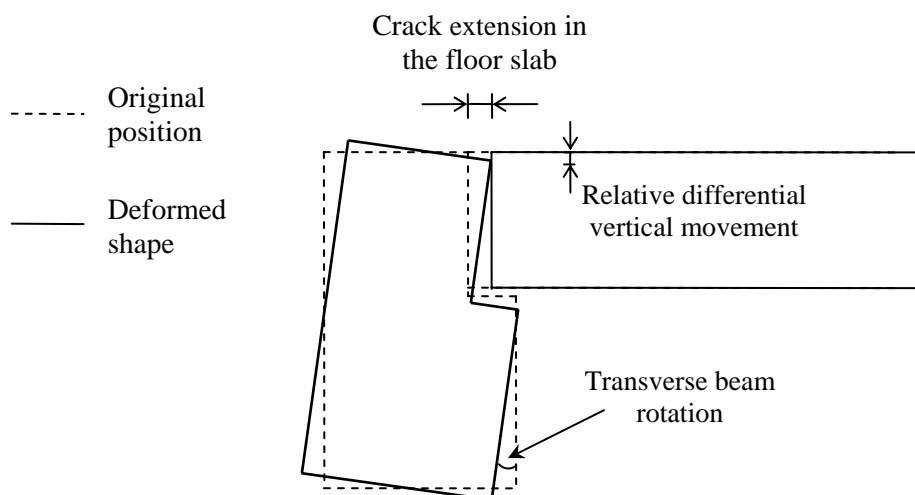 Crack extension in
the floor slab
Original
position
Deformed
shape
Relative differential
vertical movement
Transverse beam
rotation